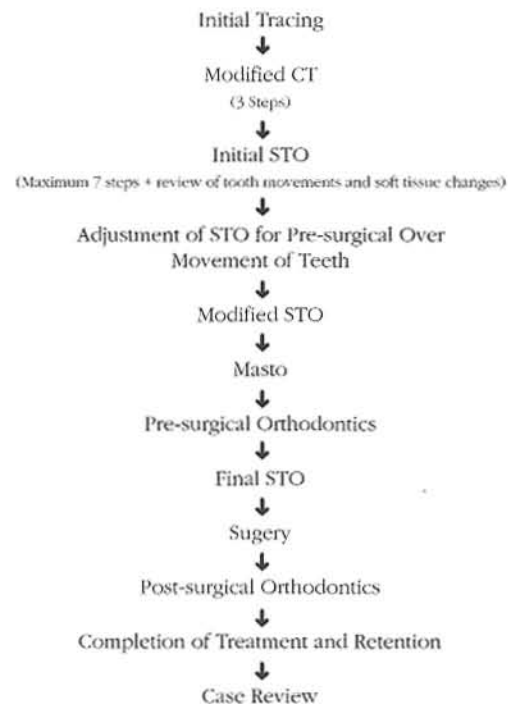 Initial Tracing
Modified CT
(3 Steps)
Initial STO
(Maximum 7 steps + review of tooth movements and soft tissue changes)
Adjustment of STO for Pre-surgical Over
Movement of Teeth
Modified STO
Masto
Pre-surgical Orthodontics
Final STO
Sugery
Post-surgical Orthodontics
Completion of Treatment and Retention
Case Review